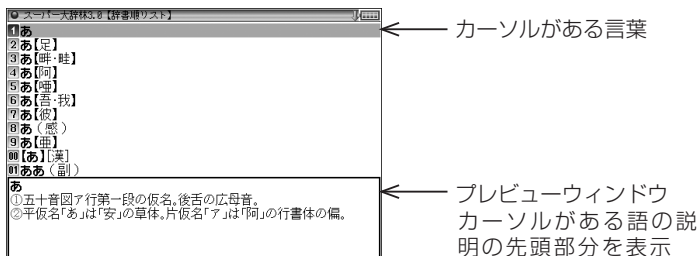 スーパー大辞林3.0【辞書順リスト】
1あ
2あ【足】
3あ【畔・畦】
4あ【阿】
5あ【唖】
6あ【吾・我】
7あ【彼】
8あ（感）
9あ【亜】
00【あ】[漢]
01ああ（副）
あ
①五十音図ア行第一段の仮名。後舌の広母音。
②平仮名「あ」は「安」の草体。片仮名「ア」は「阿」の行書体の偏。
カーソルがある言葉
プレビューウィンドウ
カーソルがある語の説
明の先頭部分を表示